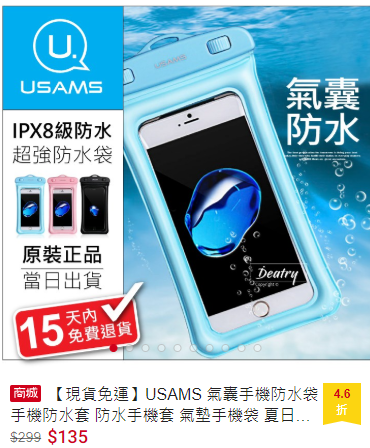 U.
USAMS
IPX8級防水
超強防水袋
原裝正品
當日出貨
15天內
免費退貨
氣囊
防水
Deatry
Copyright ©
商城 【現貨免運】USAMS 氣囊手機防水袋
手機防水套 防水手機套 氣墊手機袋 夏日...
$299 $135
4.6
折